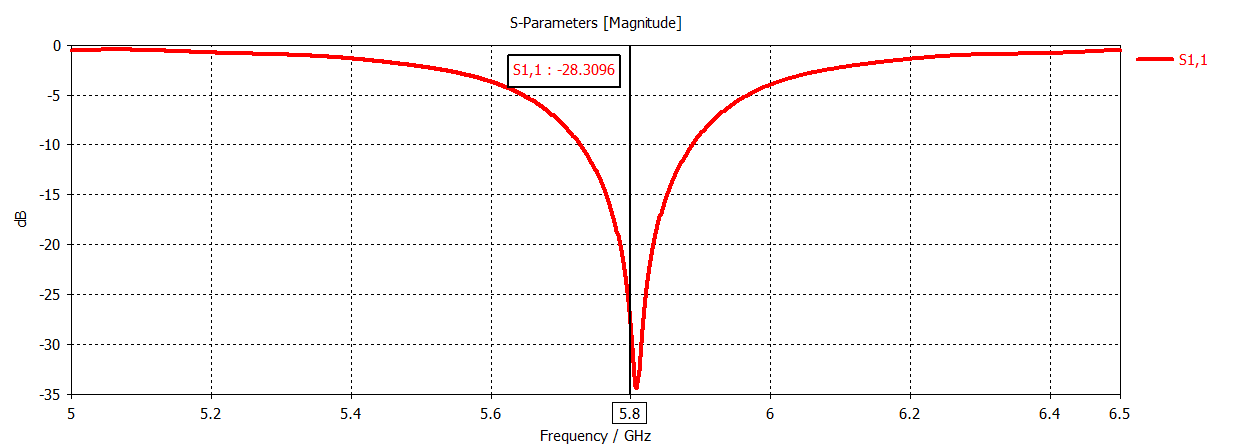 S-Parameters [Magnitude]
S1,1 : -28.3096
S1,1
0
-5
-10
-15
-20
-25
-30
-35
dB
5 5.2 5.4 5.6 5.8 6 6.2 6.4 6.5
Frequency / GHz